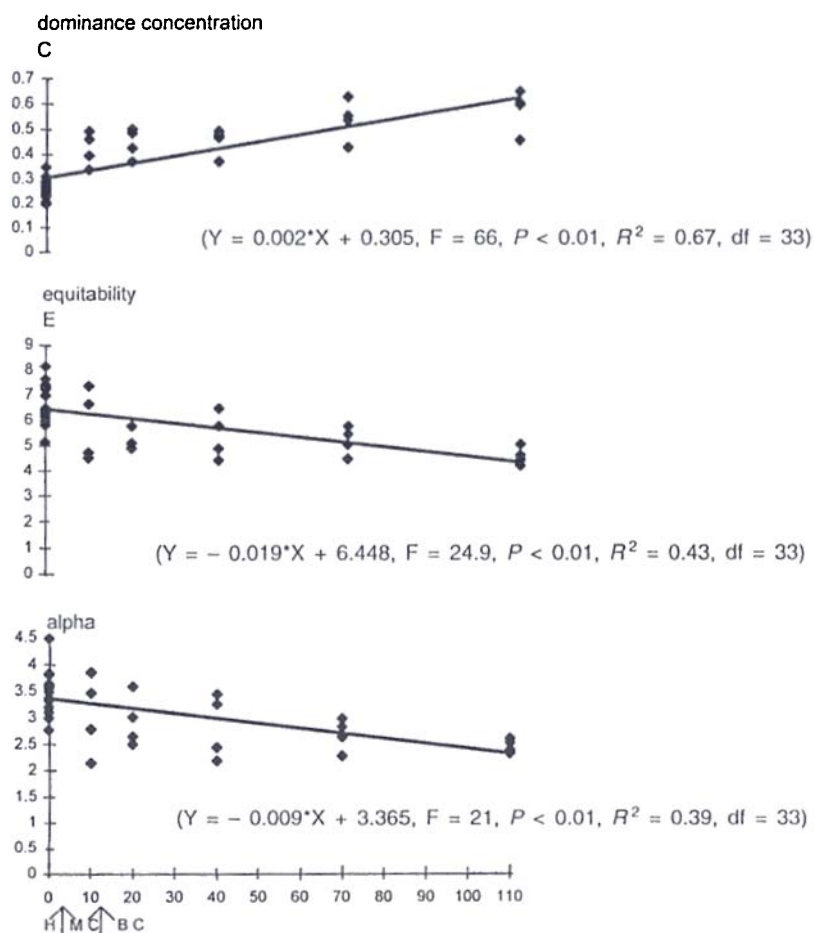 dominance concentration
C
0.7
0.6
0.5
0.4
0.3
0.2
0.1
0
(Y = 0.002*X + 0.305, F = 66, P < 0.01, R² = 0.67, df = 33)
equitability
E
9
8
7
6
5
4
3
2
1
0
(Y = − 0.019*X + 6.448, F = 24.9, P < 0.01, R² = 0.43, df = 33)
alpha
4.5
4
3.5
3
2.5
2
1.5
1
0.5
0
(Y = − 0.009*X + 3.365, F = 21, P < 0.01, R² = 0.39, df = 33)
0 10 20 30 40 50 60 70 80 90 100 110
H M C B C